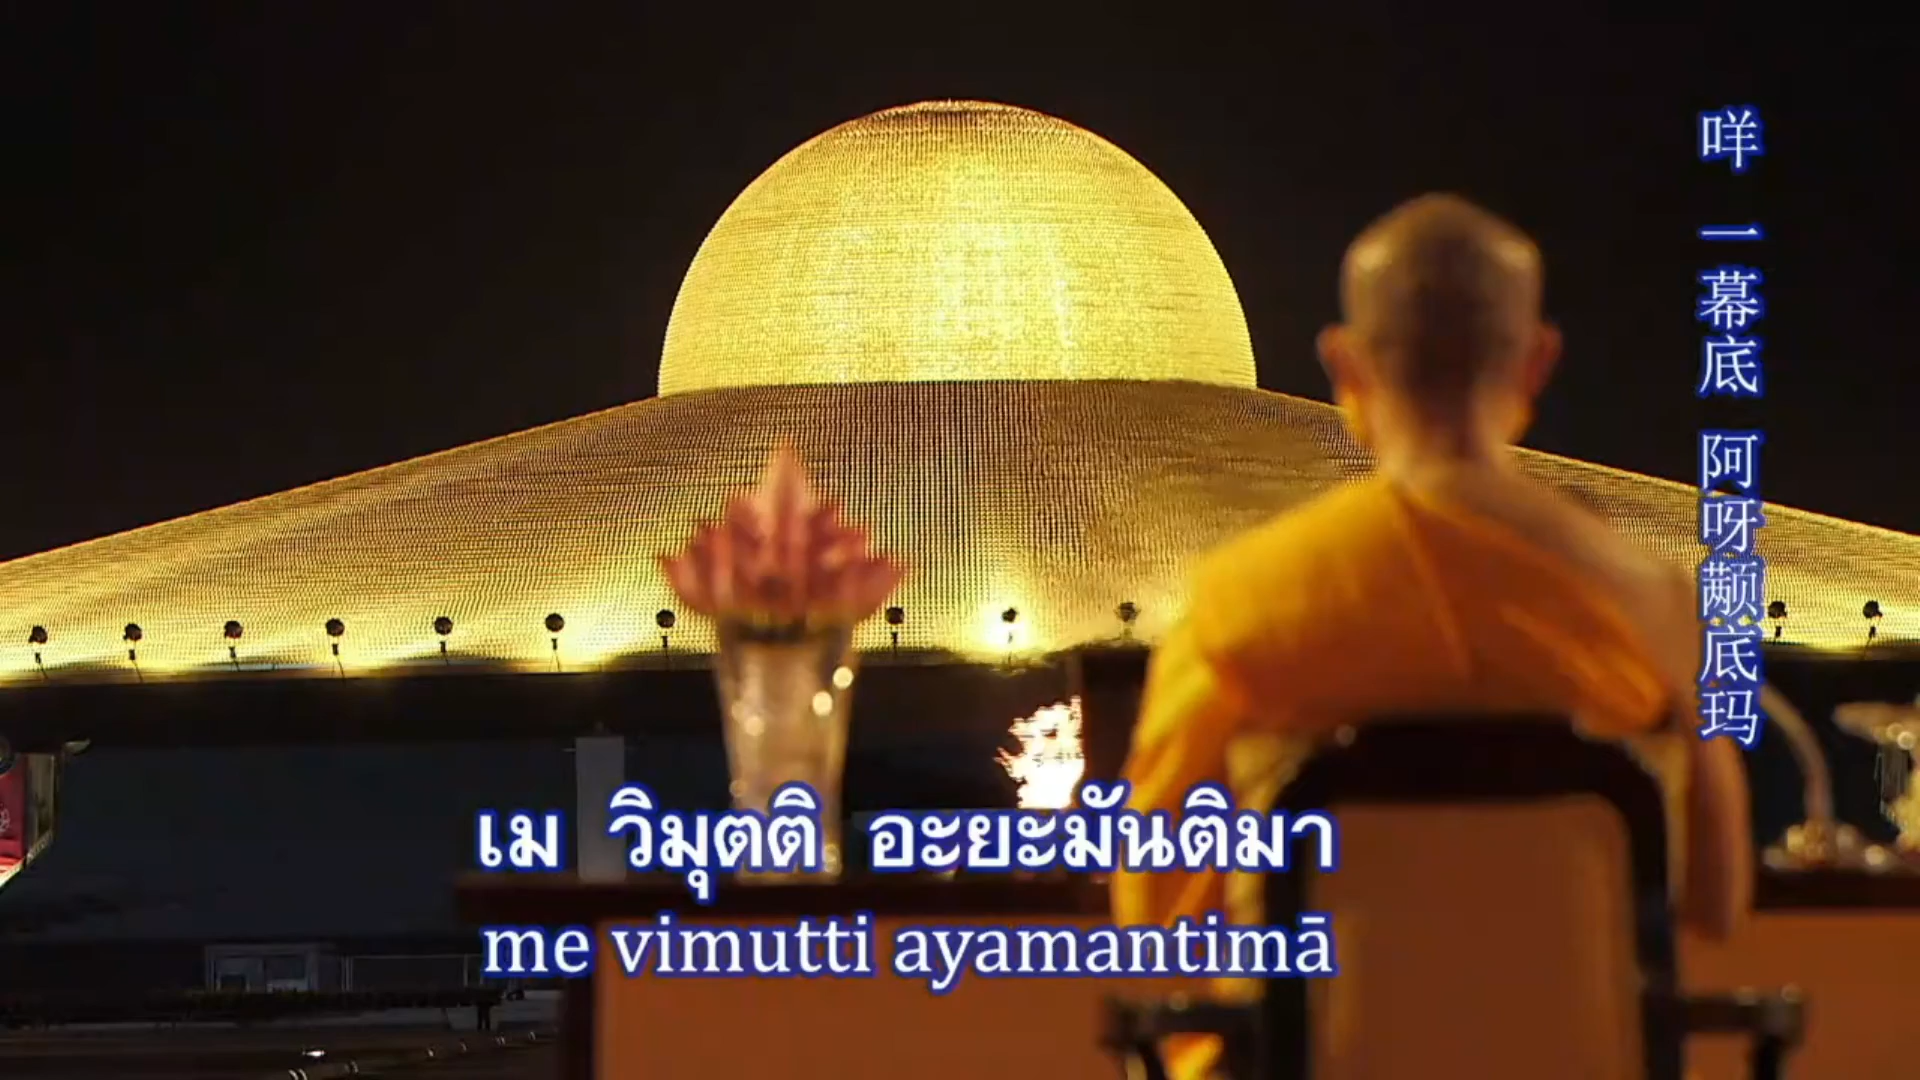 咩 一幕底 阿呀颟底玛
เม วิมุตติ อะยะมันติมา
me vimutti ayamantimā